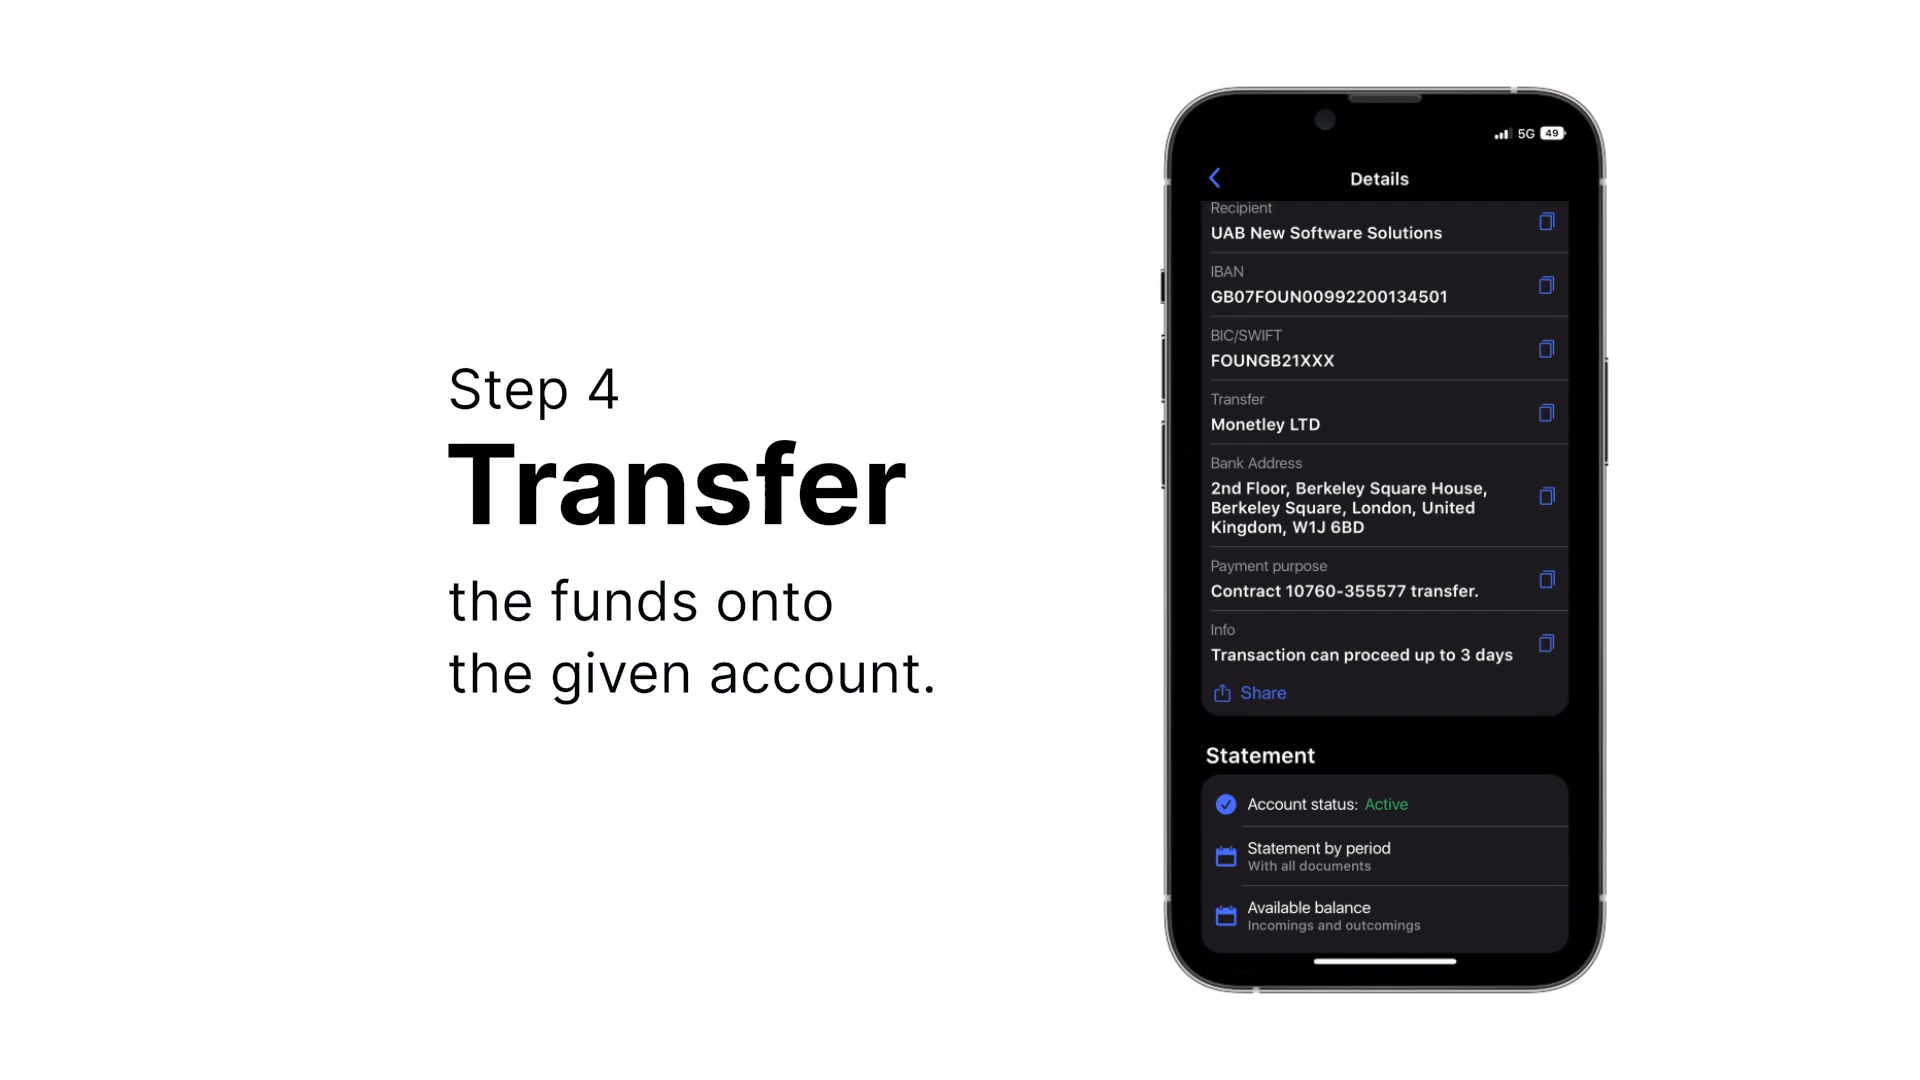 Step 4
Transfer
the funds onto
the given account.
5G 49
Details
Recipient
UAB New Software Solutions
IBAN
GB07FOUN00992200134501
BIC/SWIFT
FOUNGB21XXX
Transfer
Monetley LTD
Bank Address
2nd Floor, Berkeley Square House,
Berkeley Square, London, United
Kingdom, W1J 6BD
Payment purpose
Contract 10760-355577 transfer.
Info
Transaction can proceed up to 3 days
Share
Statement
Account status: Active
Statement by period
With all documents
Available balance
Incomings and outcomings